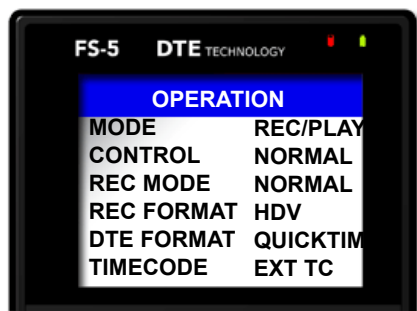 FS-5 DTE TECHNOLOGY
OPERATION
MODE REC/PLAY
CONTROL NORMAL
REC MODE NORMAL
REC FORMAT HDV
DTE FORMAT QUICKTIM
TIMECODE EXT TC